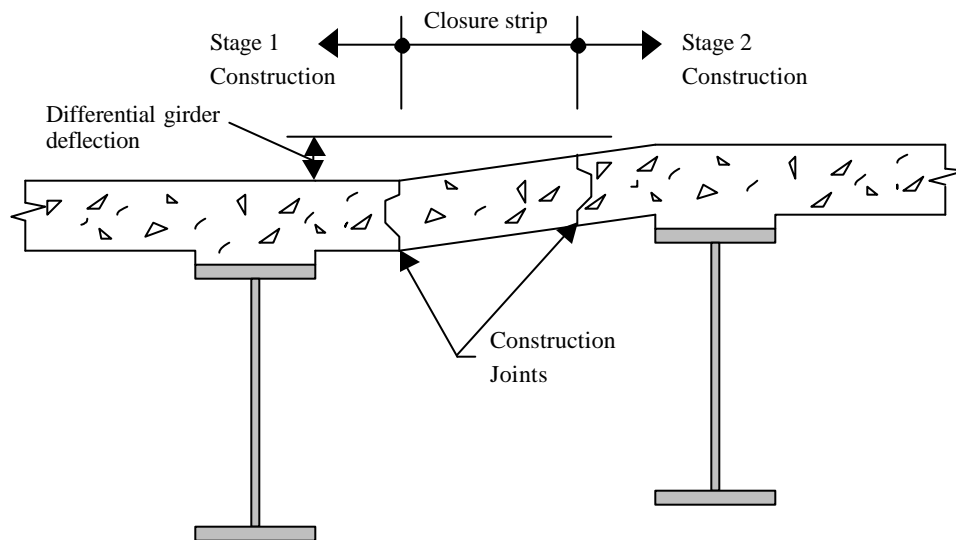 Closure strip
Stage 1
Construction
Stage 2
Construction
Differential girder
deflection
Construction
Joints